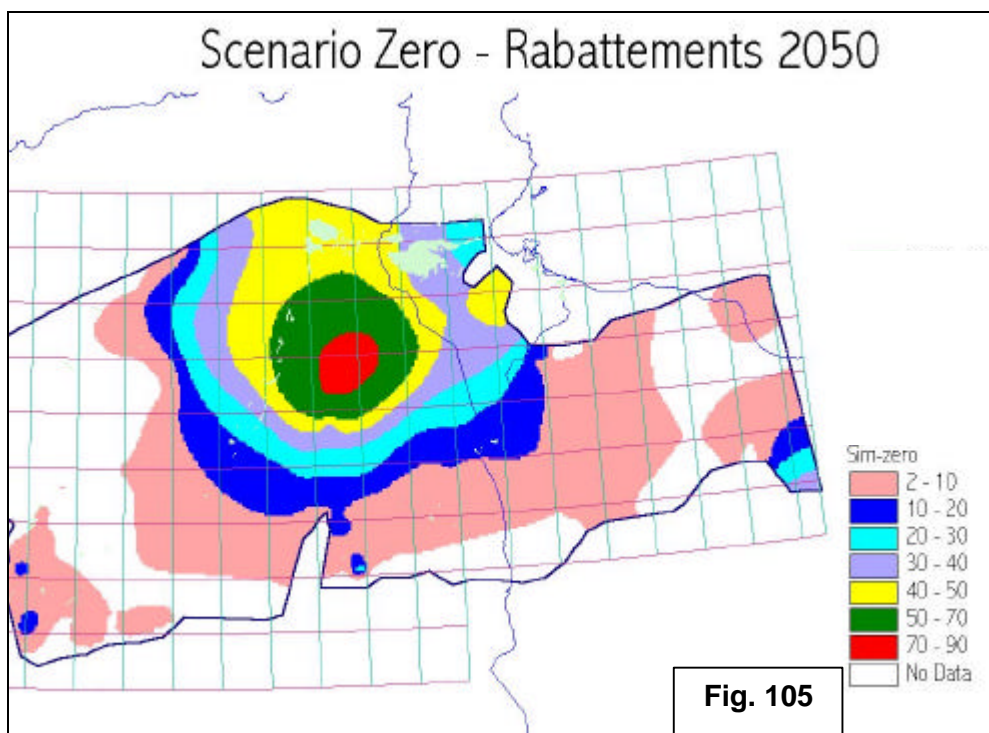 Scenario Zero - Rabattements 2050
Sim-zero
2 - 10
10 - 20
20 - 30
30 - 40
40 - 50
50 - 70
70 - 90
No Data
Fig. 105